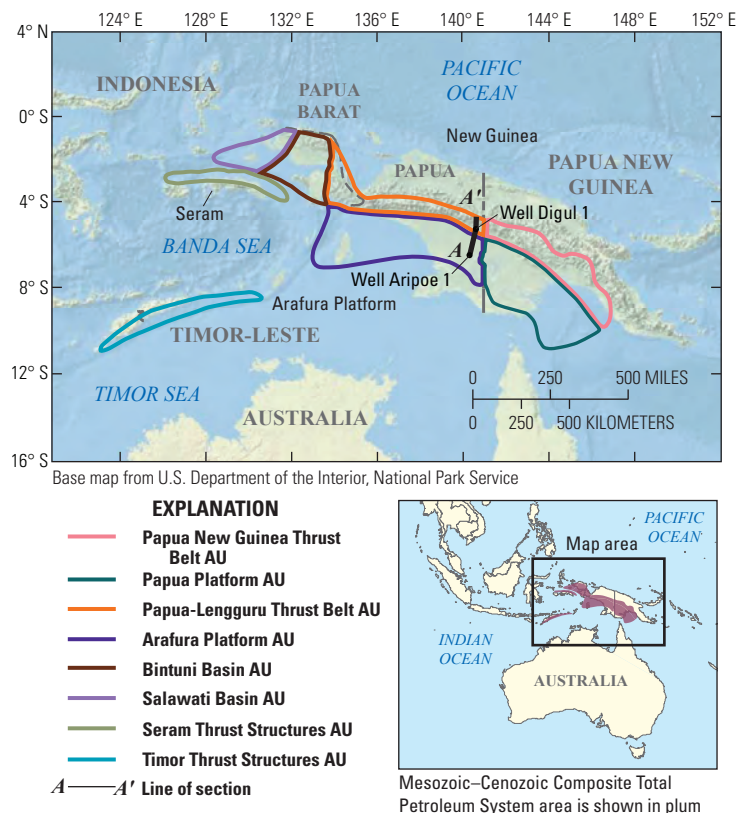 124° E 128° E 132° E 136° E 140° E 144° E 148° E 152° E
4° N
0° S
4° S
8° S
12° S
16° S
INDONESIA
PAPUA
BARAT
PACIFIC
OCEAN
New Guinea
PAPUA
PAPUA NEW
GUINEA
A′
Well Digul 1
Seram
BANDA SEA
A
Well Aripoe 1
Arafura Platform
TIMOR-LESTE
TIMOR SEA
AUSTRALIA
0 250 500 MILES
0 250 500 KILOMETERS
Base map from U.S. Department of the Interior, National Park Service
EXPLANATION
Papua New Guinea Thrust
Belt AU
Papua Platform AU
Papua-Lengguru Thrust Belt AU
Arafura Platform AU
Bintuni Basin AU
Salawati Basin AU
Seram Thrust Structures AU
Timor Thrust Structures AU
A A′ Line of section
PACIFIC
OCEAN
Map area
INDIAN
OCEAN
AUSTRALIA
Mesozoic–Cenozoic Composite Total
Petroleum System area is shown in plum